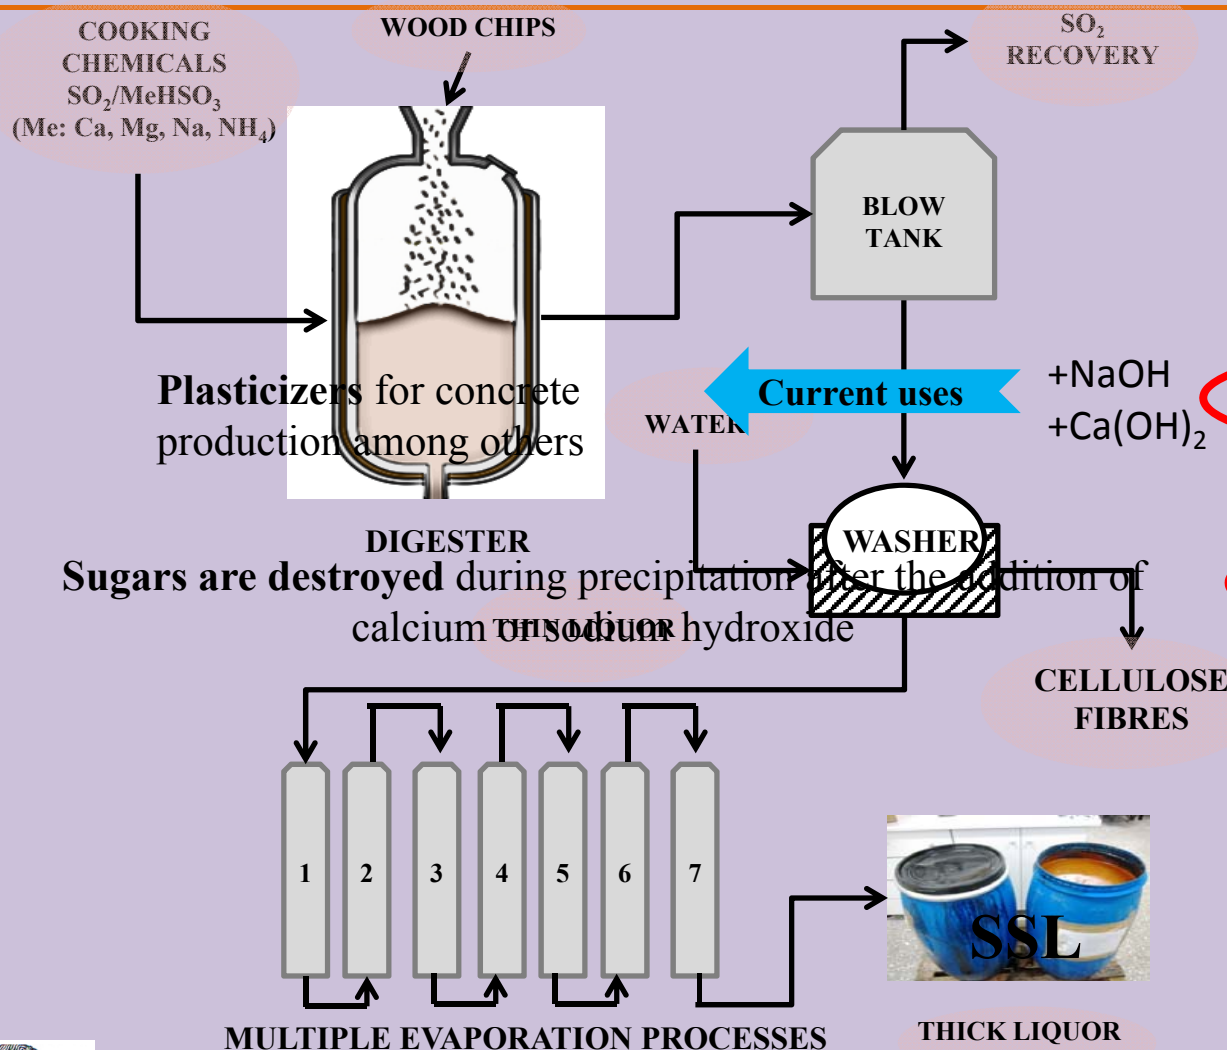 COOKING
CHEMICALS
SO₂/MeHSO₃
(Me: Ca, Mg, Na, NH₄)
WOOD CHIPS
SO₂
RECOVERY
BLOW
TANK
Plasticizers for concrete
production among others
WATER
Current uses
+NaOH
+Ca(OH)₂
DIGESTER
WASHER
Sugars are destroyed during precipitation after the addition of
calcium or sodium hydroxide
THIN LIQUOR
CELLULOSE
FIBRES
1 2 3 4 5 6 7
SSL
MULTIPLE EVAPORATION PROCESSES
THICK LIQUOR